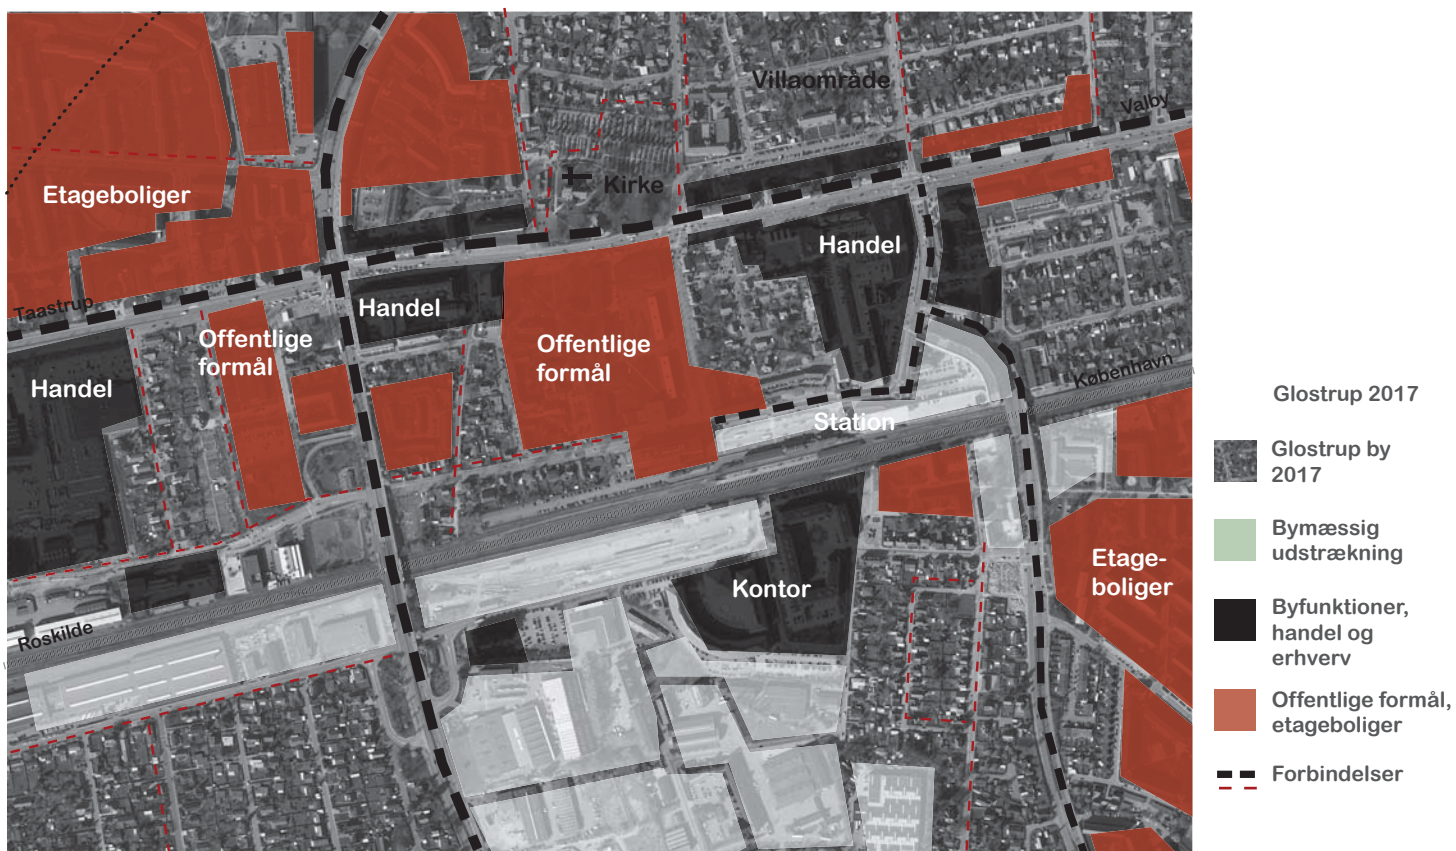 Villaområde
Valby
Kirke
Etageboliger
Handel
Taastrup
Handel
Offentlige
formål
Offentlige
formål
Handel
København
Station
Kontor
Etage-
boliger
Roskilde
Glostrup 2017
Glostrup by
2017
Bymæssig
udstrækning
Byfunktioner,
handel og
erhverv
Offentlige formål,
etageboliger
Forbindelser